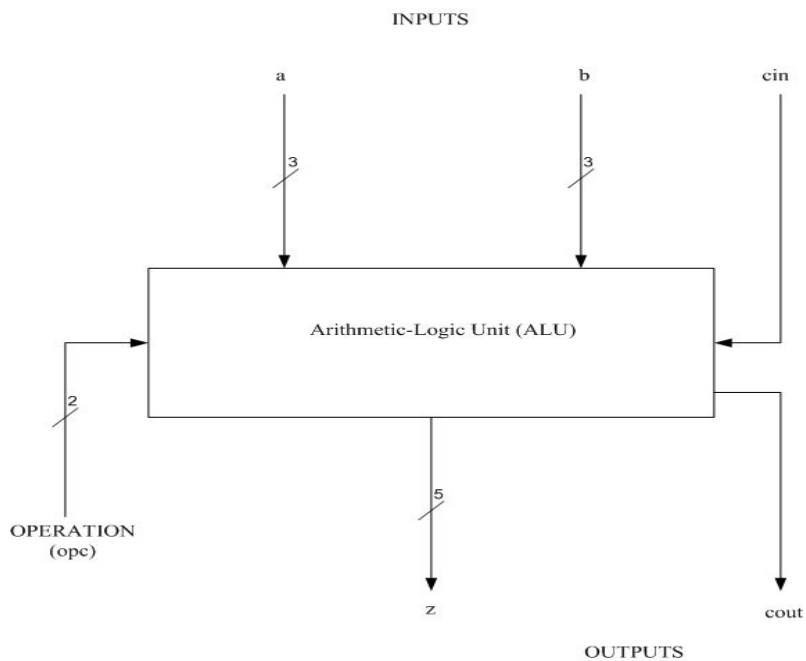 INPUTS
a
b
cin
3
3
Arithmetic-Logic Unit (ALU)
2
5
OPERATION
(opc)
z
cout
OUTPUTS